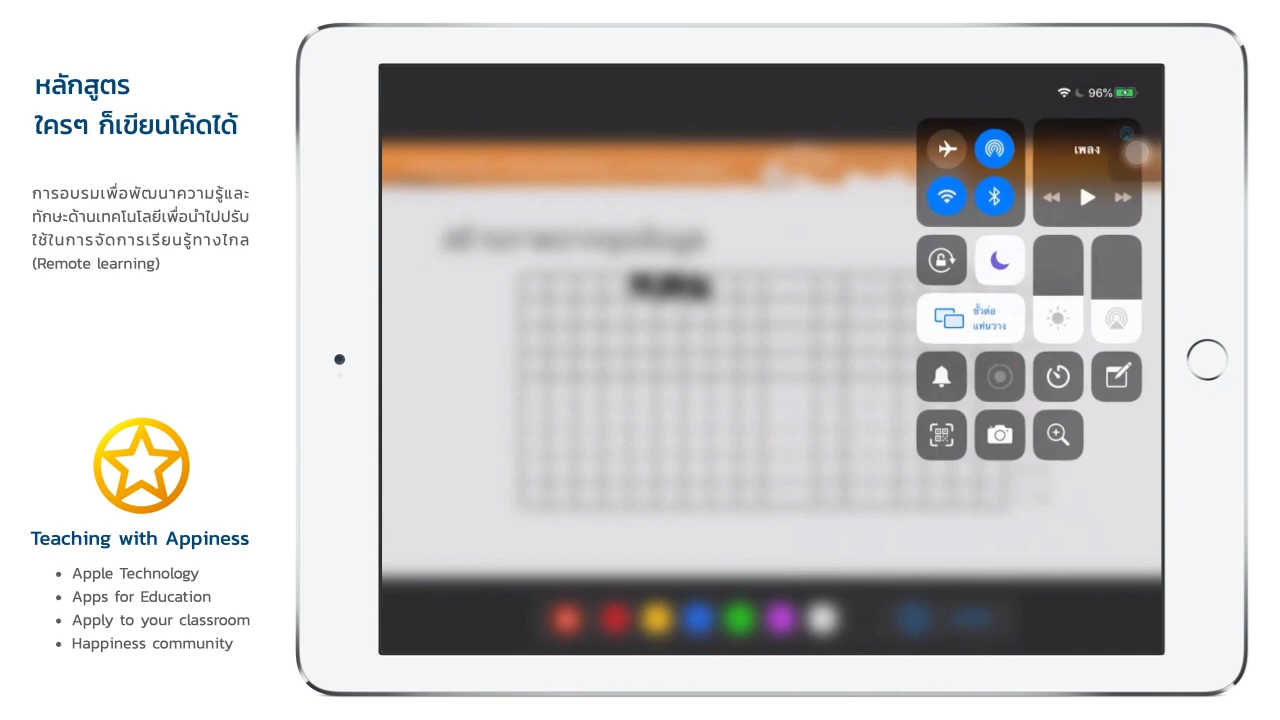 หลักสูตร
ใครๆ ก็เขียนโค้ดได้
การอบรมเพื่อพัฒนาความรู้และ
ทักษะด้านเทคโนโลยีเพื่อนำไปปรับ
ใช้ในการจัดการเรียนรู้ทางไกล
(Remote learning)
Teaching with Appiness
• Apple Technology
• Apps for Education
• Apply to your classroom
• Happiness community
96%
เพลง
ขั้วต่อ
แท่นวาง